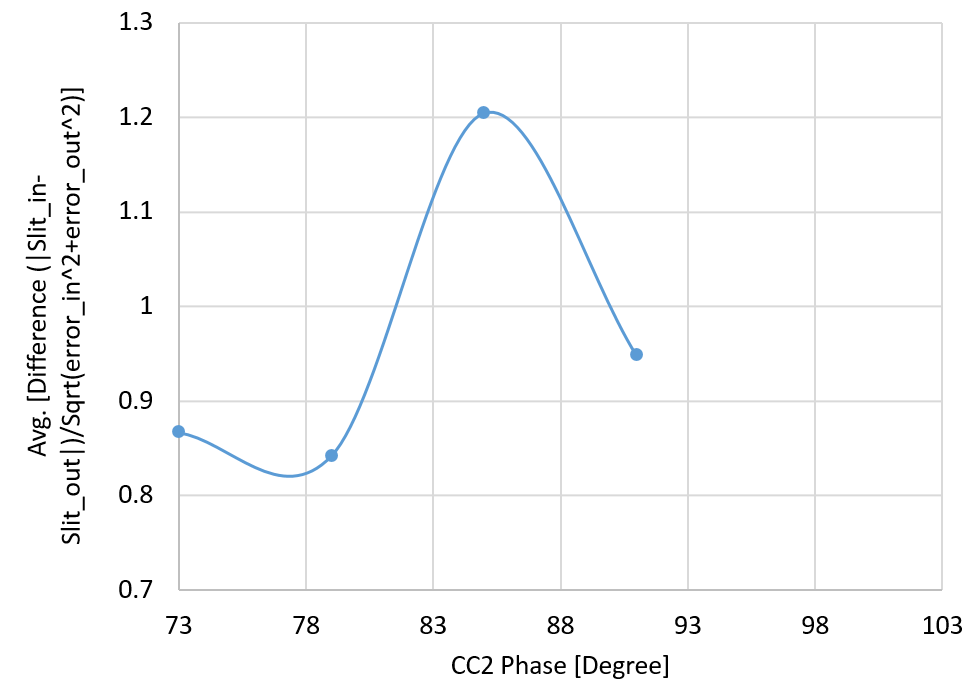 Avg. [Difference (|Slit_in-
Slit_out|)/Sqrt(error_in^2+error_out^2)]
1.3
1.2
1.1
1
0.9
0.8
0.7
73 78 83 88 93 98 103
CC2 Phase [Degree]